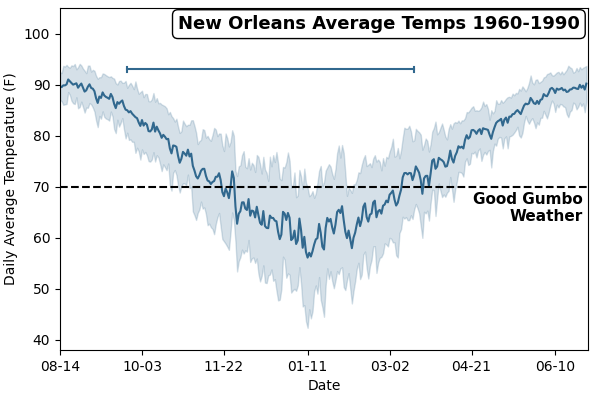 New Orleans Average Temps 1960-1990
Daily Average Temperature (F)
100
90
80
70
60
50
40
Good Gumbo
Weather
08-14
10-03
11-22
01-11
03-02
04-21
06-10
Date